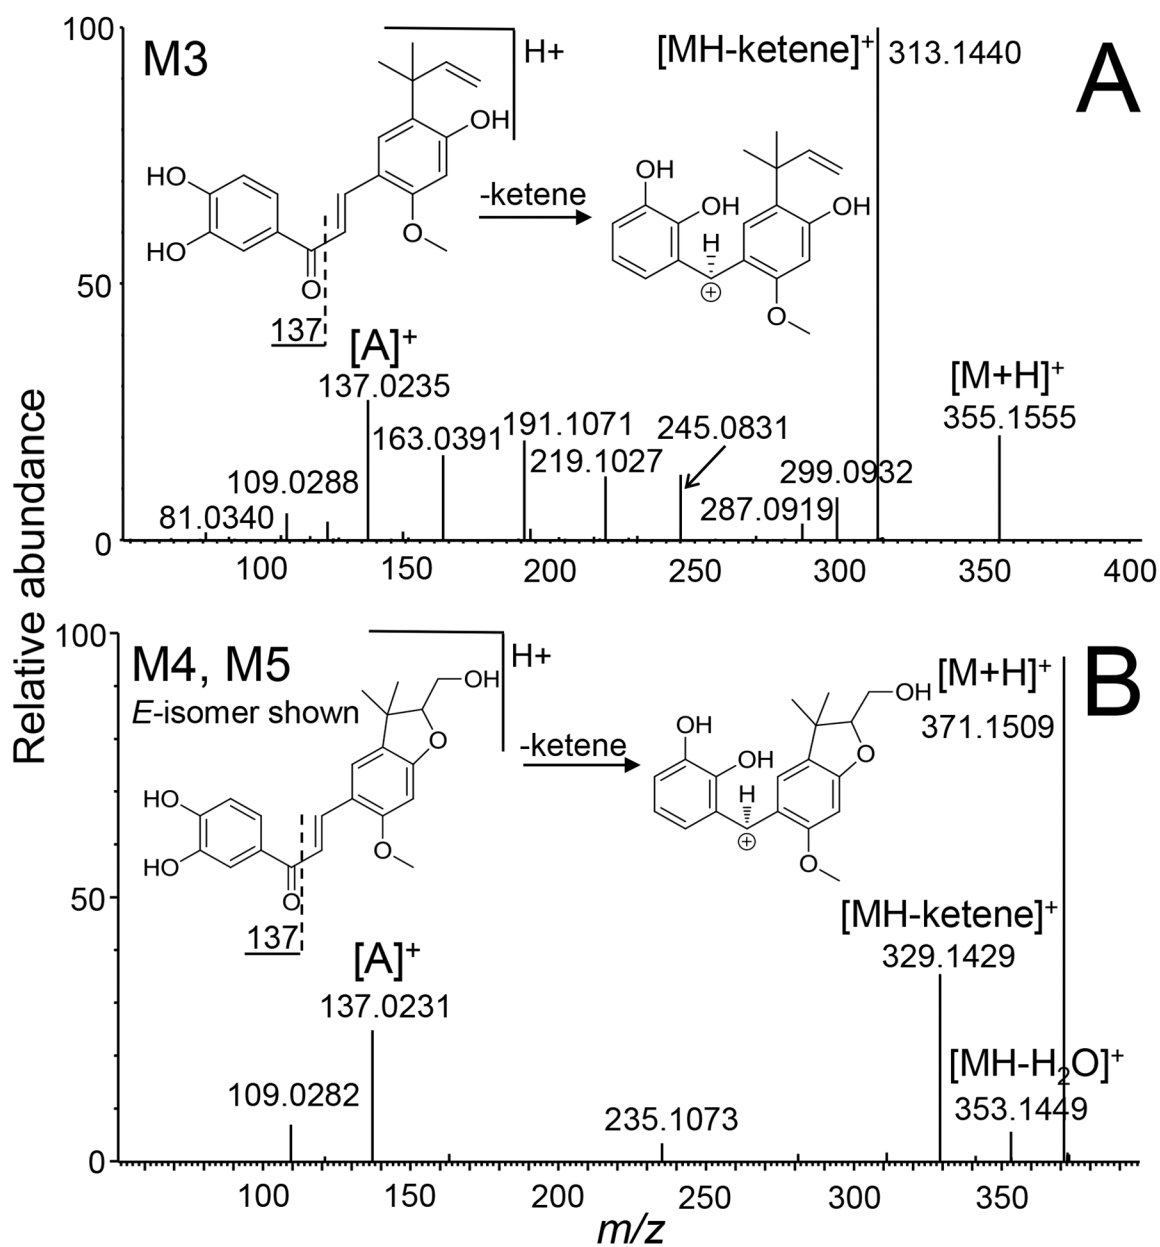 100
M3
H+
[MH-ketene]+
313.1440
A
OH
HO
HO
O
O
-ketene
OH
OH
H
OH
⊕
O
50
137
[A]+
137.0235
[M+H]+
355.1555
163.0391
191.1071
245.0831
219.1027
299.0932
109.0288
287.0919
81.0340
0
100
150
200
250
300
350
400
Relative abundance
100
M4, M5
E-isomer shown
H+
OH
O
HO
HO
O
O
-ketene
OH
OH
H
OH
O
⊕
O
[M+H]+
371.1509
B
50
137
[A]+
137.0231
[MH-ketene]+
329.1429
[MH-H2O]+
353.1449
109.0282
235.1073
0
100
150
200
250
300
350
m/z